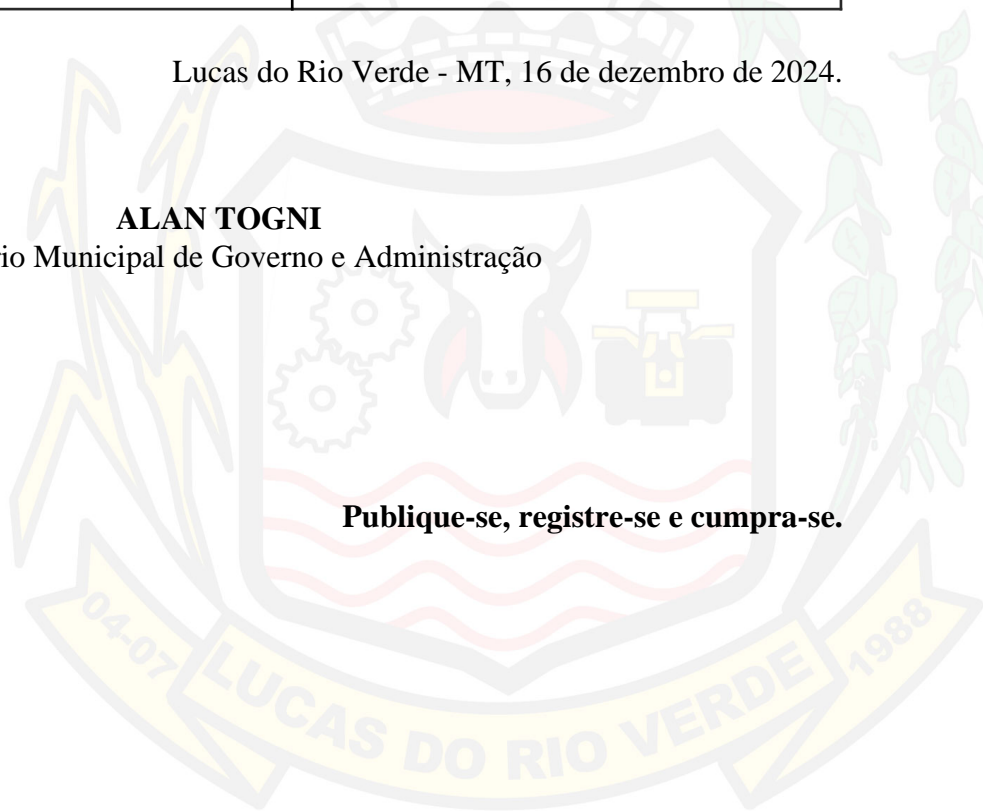 Lucas do Rio Verde - MT, 16 de dezembro de 2024.
ALAN TOGNI
rio Municipal de Governo e Administração
Publique-se, registre-se e cumpra-se.
04-07
LUCAS DO RIO VERDE
1988